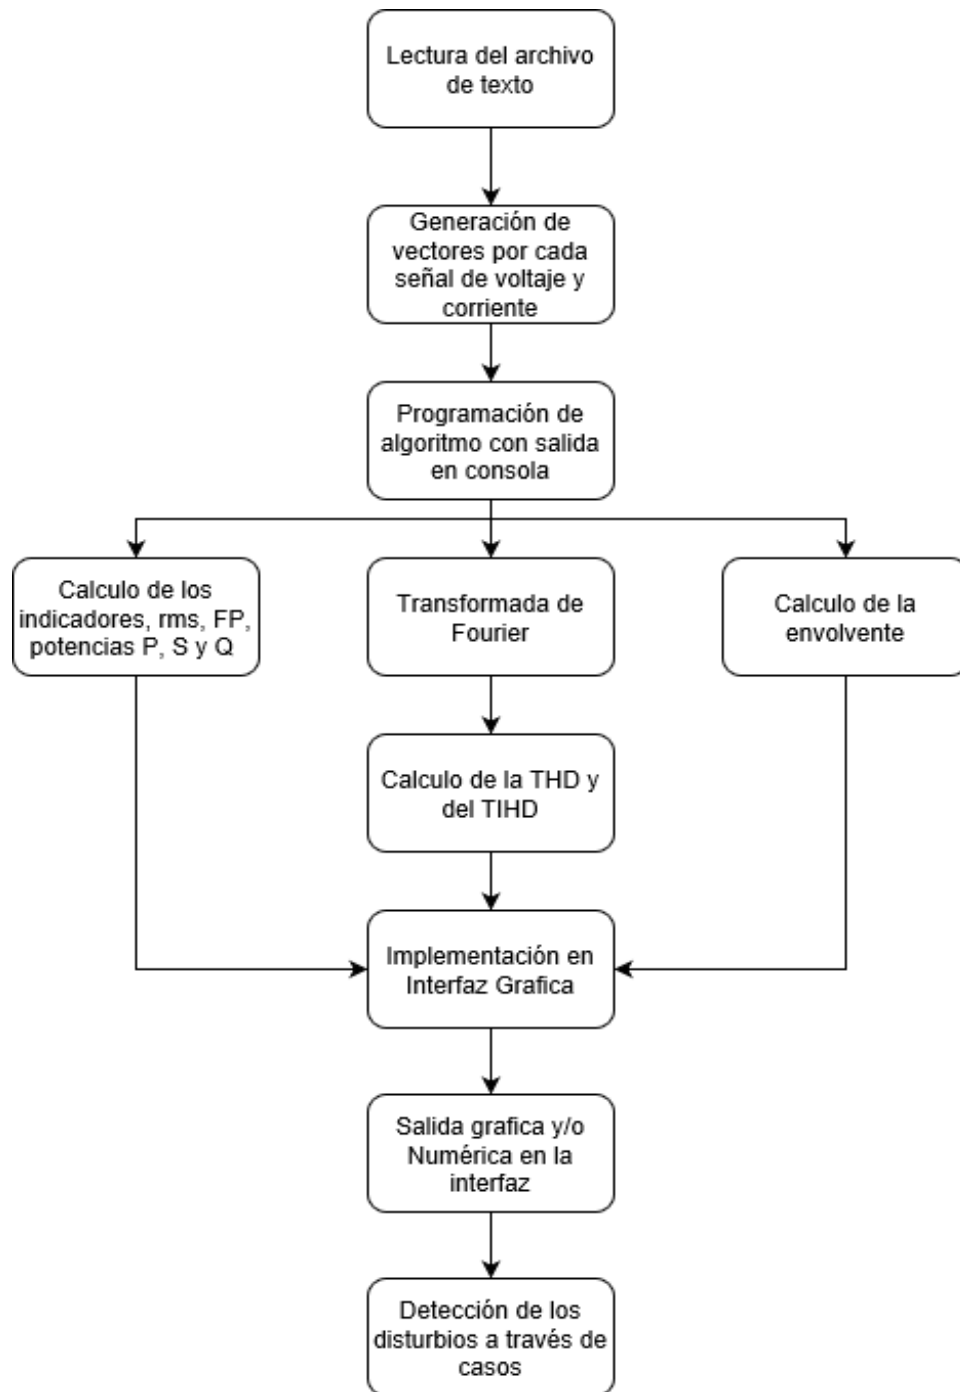 Lectura del archivo
de texto
Generación de
vectores por cada
señal de voltaje y
corriente
Programación de
algoritmo con salida
en consola
Calculo de los
indicadores, rms, FP,
potencias P, S y Q
Transformada de
Fourier
Calculo de la
envolvente
Calculo de la THD y
del TIHD
Implementación en
Interfaz Grafica
Salida grafica y/o
Numérica en la
interfaz
Detección de los
disturbios a través de
casos